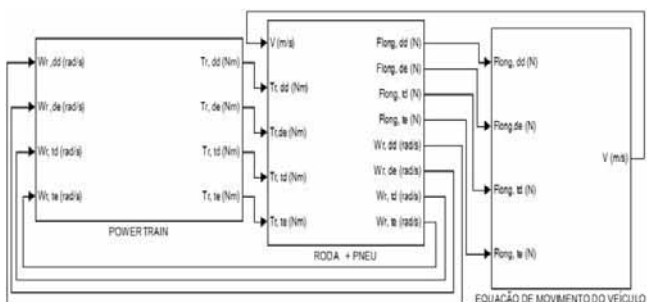 Wr ,dd (rad/s)
Wr ,de (rad/s)
Wr, td (rad/s)
Wr, te (rad/s)
Tr, dd (Nm)
Tr, de (Nm)
Tr, td (Nm)
Tr, te (Nm)
POWER TRAIN
V (m/s)
Tr, dd (Nm)
Tr,de (Nm)
Tr, td (Nm)
Tr, te (Nm)
Flong, dd (N)
Flong, de (N)
Flong, td (N)
Flong, te (N)
Wr, dd (rad/s)
Wr, de (rad/s)
Wr, td (rad/s)
Wr, te (rad/s)
RODA + PNEU
Flong, dd (N)
Flong,de (N)
Flong, td (N)
Flong, te (N)
V (m/s)
EQUAÇÃO DE MOVIMENTO DO VEÍCULO